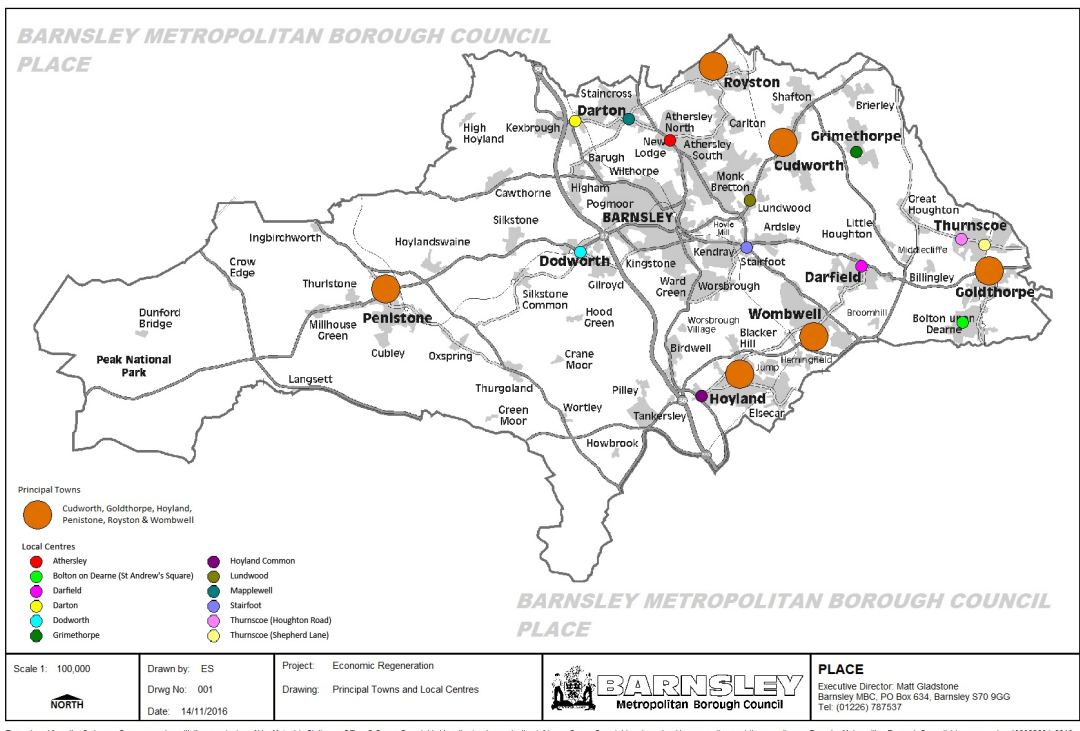 BARNSLEY METROPOLITAN BOROUGH COUNCIL
PLACE
Royston
Staincross
Shafton
Brierley
Darton
High
Hoyland
Kexbrough
Athersley
North
Carlton
Grimethorpe
New
Lodge
Athersley
South
Cudworth
Barugh
Wilthorpe
Monk
Bretton
Cawthorne
Higham
Pogmoor
Lundwood
Great
Houghton
BARNSLEY
Silkstone
Hoyle
Mill
Ardsley
Little
Houghton
Thurnscoe
Ingbirchworth
Hoylandswaine
Kendray
Stairfoot
Middlecliffe
Crow
Edge
Dodworth
Kingstone
Darfield
Billingley
Thurlstone
Gilroyd
Ward
Green
Worsbrough
Goldthorpe
Silkstone
Common
Dunford
Bridge
Penistone
Hood
Green
Worsbrough
Village
Wombwell
Broomhill
Bolton upon
Dearne
Millhouse
Green
Blacker
Hill
Cubley
Oxspring
Crane
Moor
Birdwell
Hemingfield
Peak National
Park
Jump
Langsett
Thurgoland
Pilley
Hoyland
Green
Moor
Wortley
Tankersley
Elsecar
Howbrook
Principal Towns
Cudworth, Goldthorpe, Hoyland,
Penistone, Royston & Wombwell
Local Centres
Athersley
Bolton on Dearne (St Andrew's Square)
Darfield
Darton
Dodworth
Grimethorpe
Hoyland Common
Lundwood
Mapplewell
Stairfoot
Thurnscoe (Houghton Road)
Thurnscoe (Shepherd Lane)
BARNSLEY METROPOLITAN BOROUGH COUNCIL
PLACE
Scale 1: 100,000
NORTH
Drawn by: ES
Drwg No: 001
Date: 14/11/2016
Project: Economic Regeneration
Drawing: Principal Towns and Local Centres
BARNSLEY
Metropolitan Borough Council
PLACE
Executive Director: Matt Gladstone
Barnsley MBC, PO Box 634, Barnsley S70 9GG
Tel: (01226) 787537